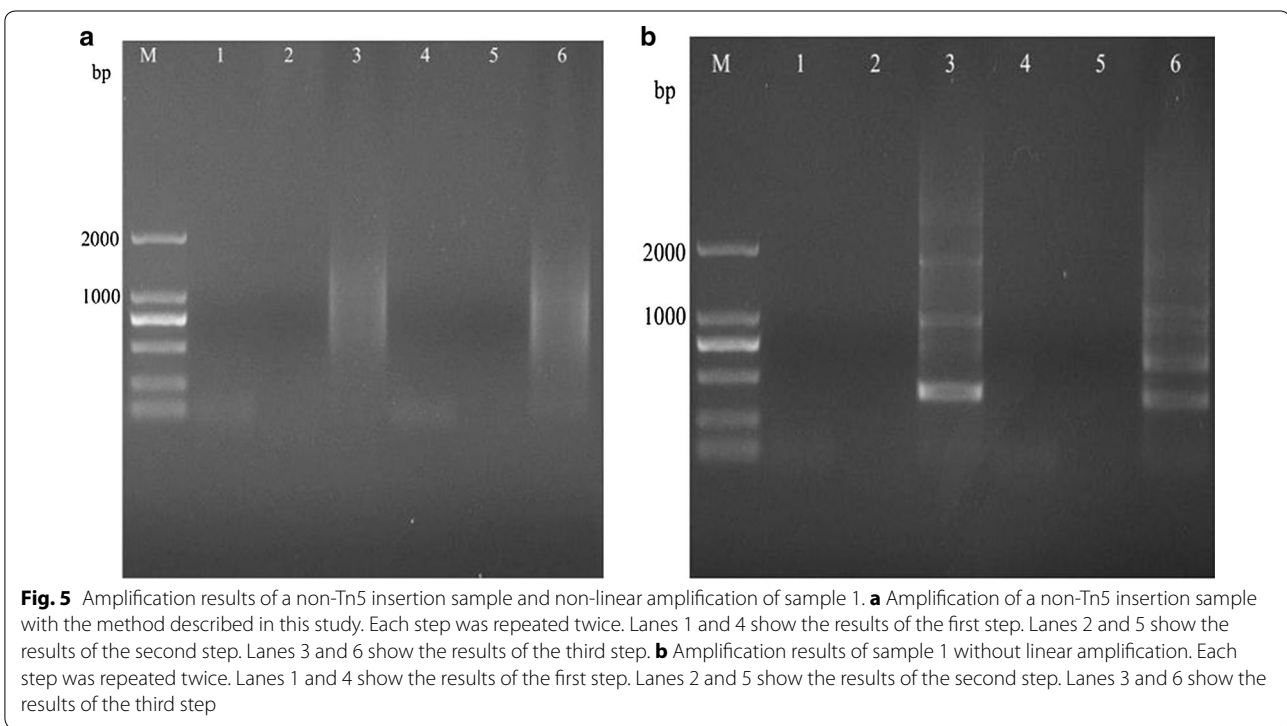 a
b
M 1 2 3 4 5 6
bp
2000
1000
M 1 2 3 4 5 6
bp
2000
1000
Fig. 5 Amplification results of a non-Tn5 insertion sample and non-linear amplification of sample 1. a Amplification of a non-Tn5 insertion sample
with the method described in this study. Each step was repeated twice. Lanes 1 and 4 show the results of the first step. Lanes 2 and 5 show the
results of the second step. Lanes 3 and 6 show the results of the third step. b Amplification results of sample 1 without linear amplification. Each
step was repeated twice. Lanes 1 and 4 show the results of the first step. Lanes 2 and 5 show the results of the second step. Lanes 3 and 6 show the
results of the third step